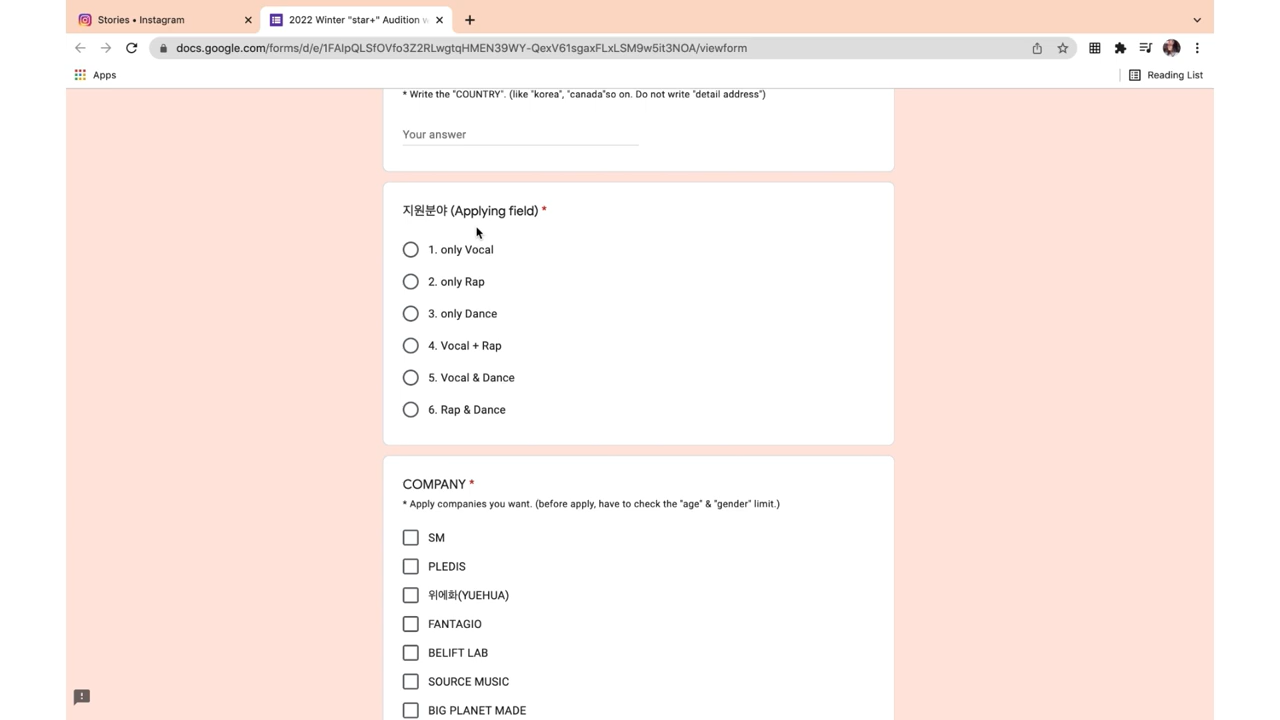 Stories • Instagram
2022 Winter "star+" Audition w
docs.google.com/forms/d/e/1FAIpQLSfOVfo3Z2RLwgtqHMEN39WY-QexV61sgaxFLxLSM9w5it3NOA/viewform
Apps
Reading List
* Write the "COUNTRY". (like "korea", "canada"so on. Do not write "detail address")
Your answer
지원분야 (Applying field) *
1. only Vocal
2. only Rap
3. only Dance
4. Vocal + Rap
5. Vocal & Dance
6. Rap & Dance
COMPANY *
* Apply companies you want. (before apply, have to check the "age" & "gender" limit.)
SM
PLEDIS
위에화(YUEHUA)
FANTAGIO
BELIFT LAB
SOURCE MUSIC
BIG PLANET MADE